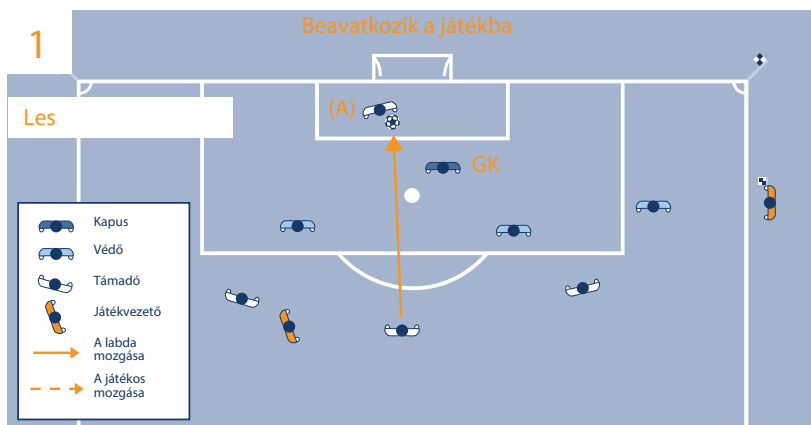 Beavatkozik a játékba
1
(A)
Les
GK
Kapus
Védő
Támadó
Játékvezető
A labda
mozgása
A játékos
mozgása